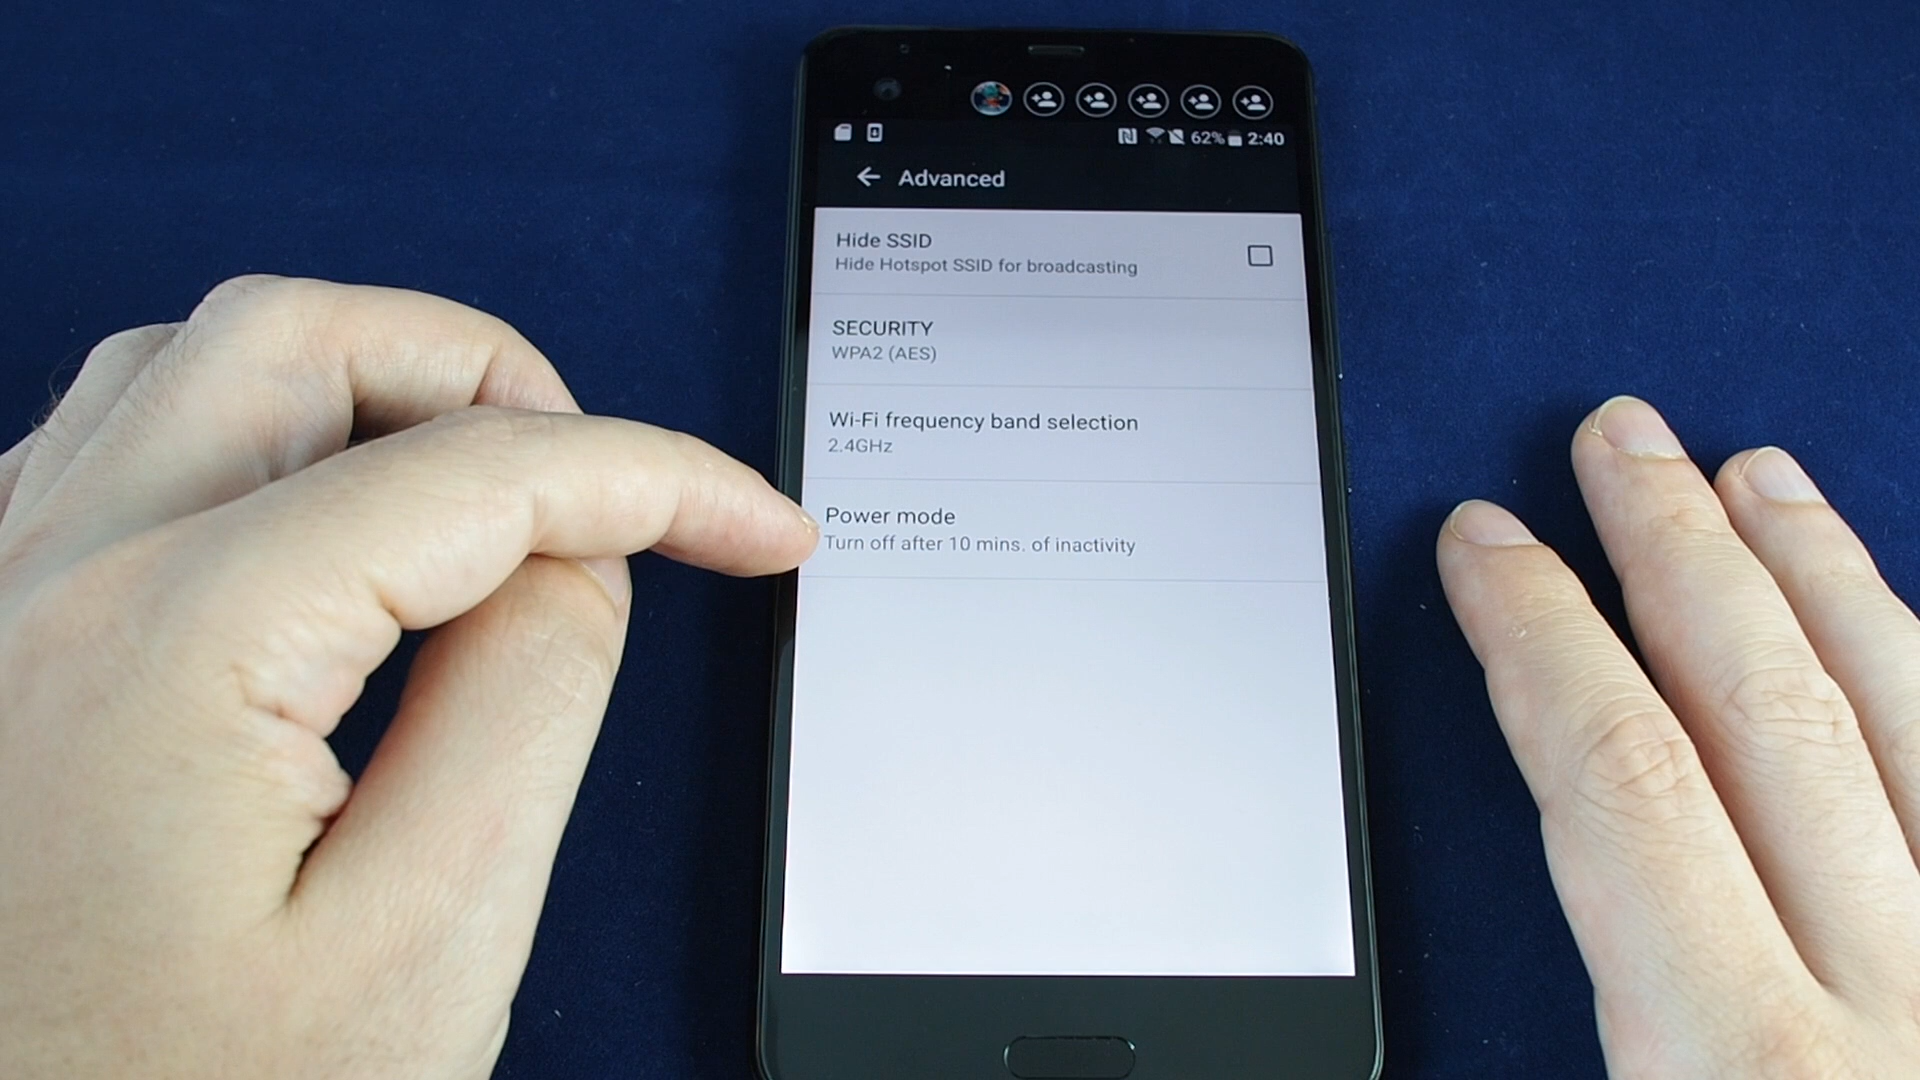 62% 2:40
Advanced
Hide SSID
Hide Hotspot SSID for broadcasting
SECURITY
WPA2 (AES)
Wi-Fi frequency band selection
2.4GHz
Power mode
Turn off after 10 mins. of inactivity